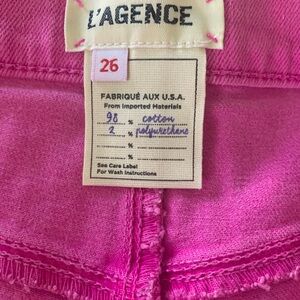 L'AGENCE
26
FABRIQUÉ AUX U.S.A.
From Imported Materials
98 % cotton
2 % polyurethane
%
%
See Care Label
For Wash Instructions